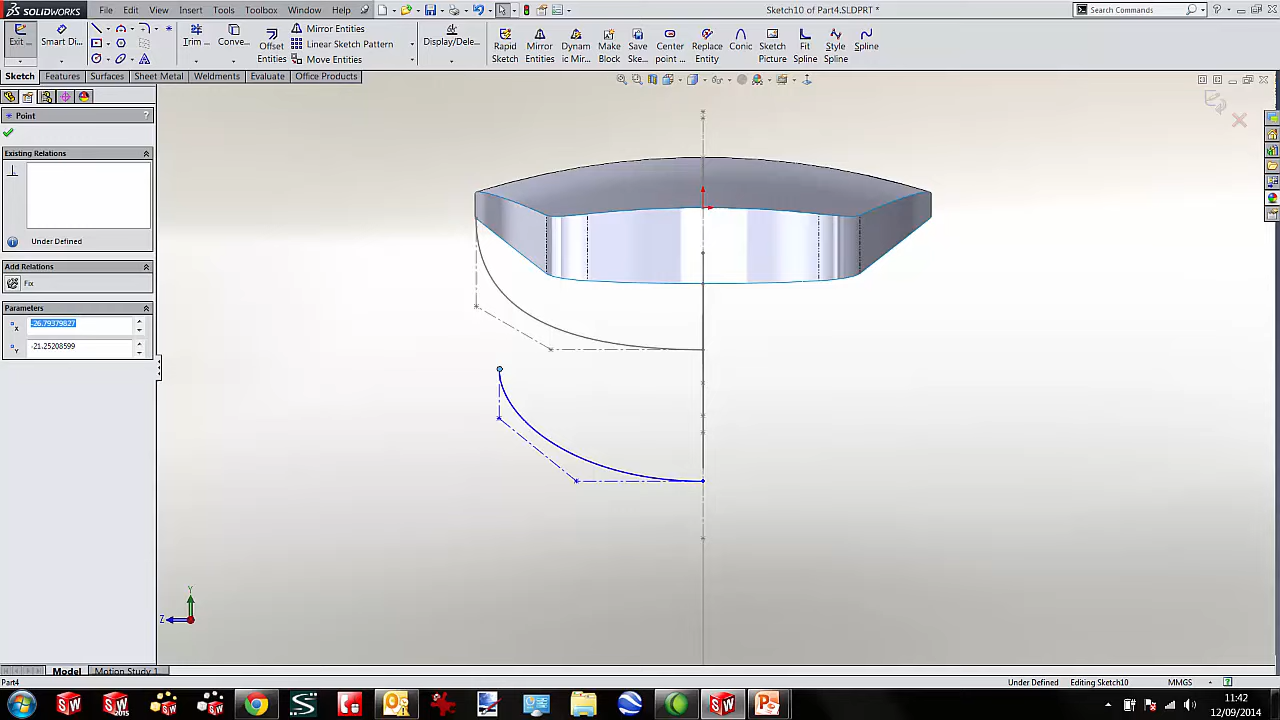 SOLIDWORKS File Edit View Insert Tools Toolbox Window Help Sketch10 of Part4.SLDPRT * Search Commands
Exit ... Smart Di... Trim ... Conve... Offset Entities Mirror Entities Linear Sketch Pattern Move Entities Display/Dele... Rapid Sketch Mirror Entities Dynam ic Mir... Make Block Save Ske... Center point ... Replace Entity Conic Sketch Picture Fit Spline Style Spline Spline
Sketch Features Surfaces Sheet Metal Weldments Evaluate Office Products
Point ?
Existing Relations
Under Defined
Add Relations
Fix
Parameters
X -26.79379827
Y -21.25208599
Y
Z
Model Motion Study 1
Part4 Under Defined Editing Sketch10 MMGS
11:42
12/09/2014